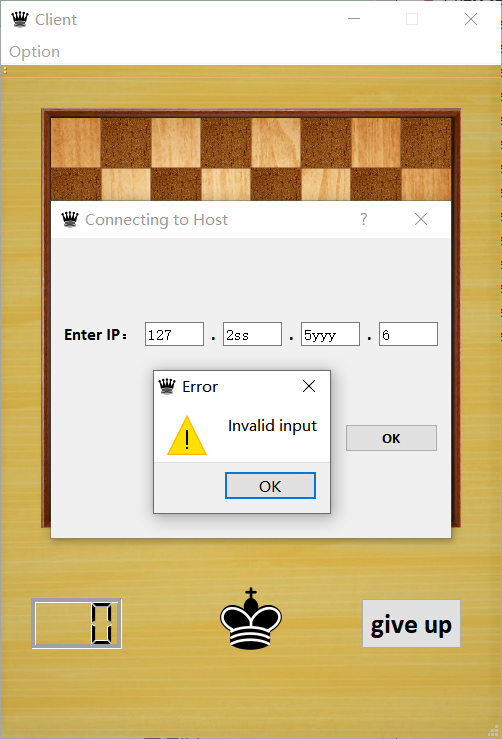 Client
Option
Connecting to Host ?
Enter IP: 127 . 2ss . 5yyy . 6
Error
Invalid input
!
OK
OK
0
give up